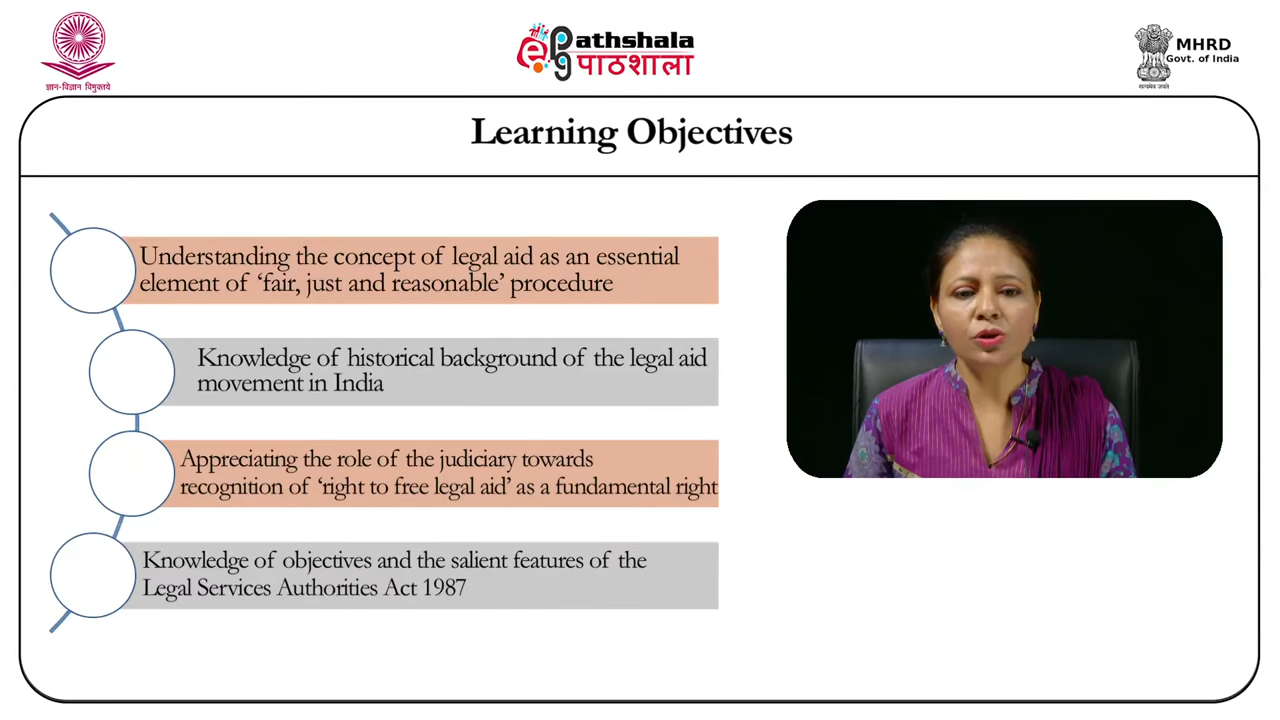 ज्ञान-विज्ञान विमुक्तये
e pg Pathshala
पाठशाला
MHRD
Govt. of India
सत्यमेव जयते
Learning Objectives
Understanding the concept of legal aid as an essential
element of ‘fair, just and reasonable’ procedure
Knowledge of historical background of the legal aid
movement in India
Appreciating the role of the judiciary towards
recognition of ‘right to free legal aid’ as a fundamental right
Knowledge of objectives and the salient features of the
Legal Services Authorities Act 1987